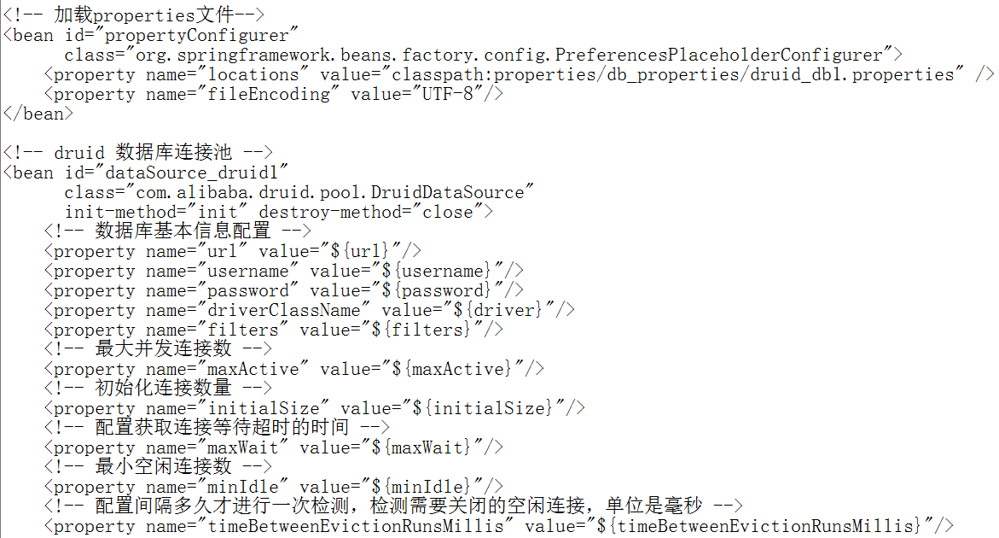 <!-- 加载properties文件-->
<bean id="propertyConfigurer"
class="org.springframework.beans.factory.config.PreferencesPlaceholderConfigurer">
<property name="locations" value="classpath:properties/db_properties/druid_db1.properties" />
<property name="fileEncoding" value="UTF-8"/>
</bean>
<!-- druid 数据库连接池 -->
<bean id="dataSource_druid1"
class="com.alibaba.druid.pool.DruidDataSource"
init-method="init" destroy-method="close">
<!-- 数据库基本信息配置 -->
<property name="url" value="${url}"/>
<property name="username" value="${username}"/>
<property name="password" value="${password}"/>
<property name="driverClassName" value="${driver}"/>
<property name="filters" value="${filters}"/>
<!-- 最大并发连接数 -->
<property name="maxActive" value="${maxActive}"/>
<!-- 初始化连接数量 -->
<property name="initialSize" value="${initialSize}"/>
<!-- 配置获取连接等待超时的时间 -->
<property name="maxWait" value="${maxWait}"/>
<!-- 最小空闲连接数 -->
<property name="minIdle" value="${minIdle}"/>
<!-- 配置间隔多久才进行一次检测，检测需要关闭的空闲连接，单位是毫秒 -->
<property name="timeBetweenEvictionRunsMillis" value="${timeBetweenEvictionRunsMillis}"/>